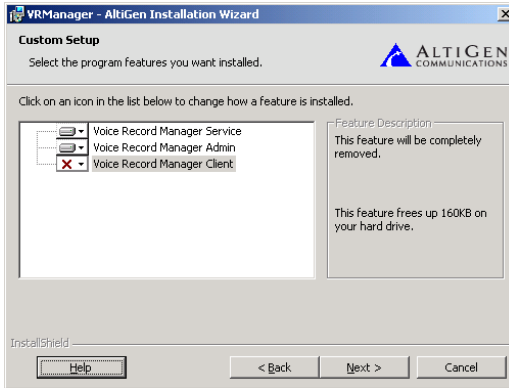 VRManager - AltiGen Installation Wizard
Custom Setup
Select the program features you want installed.
ALTIGEN
COMMUNICATIONS
Click on an icon in the list below to change how a feature is installed.
Voice Record Manager Service
Voice Record Manager Admin
Voice Record Manager Client
Feature Description
This feature will be completely
removed.
This feature frees up 160KB on
your hard drive.
InstallShield
Help
< Back
Next >
Cancel